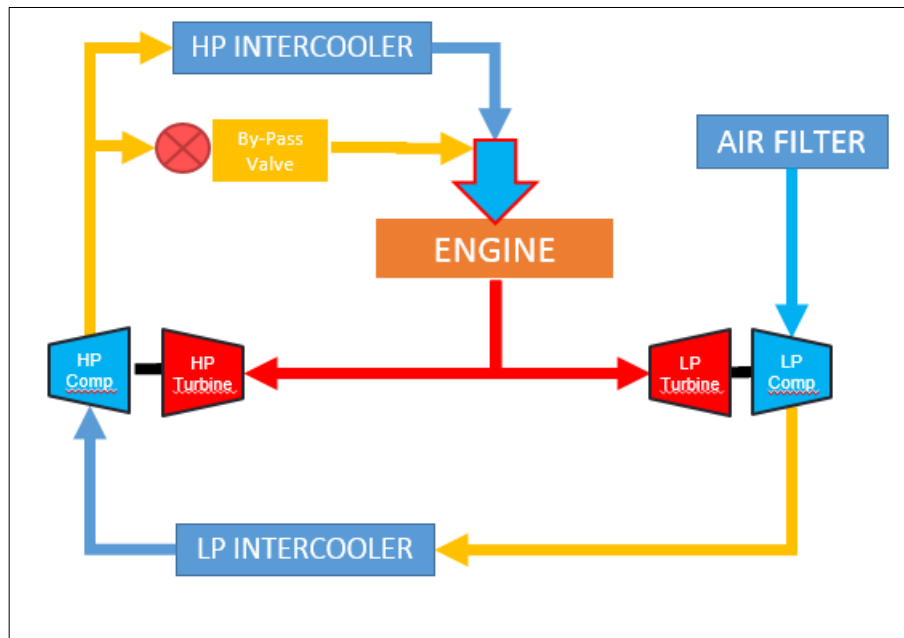 HP INTERCOOLER
By-Pass
Valve
AIR FILTER
ENGINE
HP
Comp
HP
Turbine
LP
Turbine
LP
Comp
LP INTERCOOLER